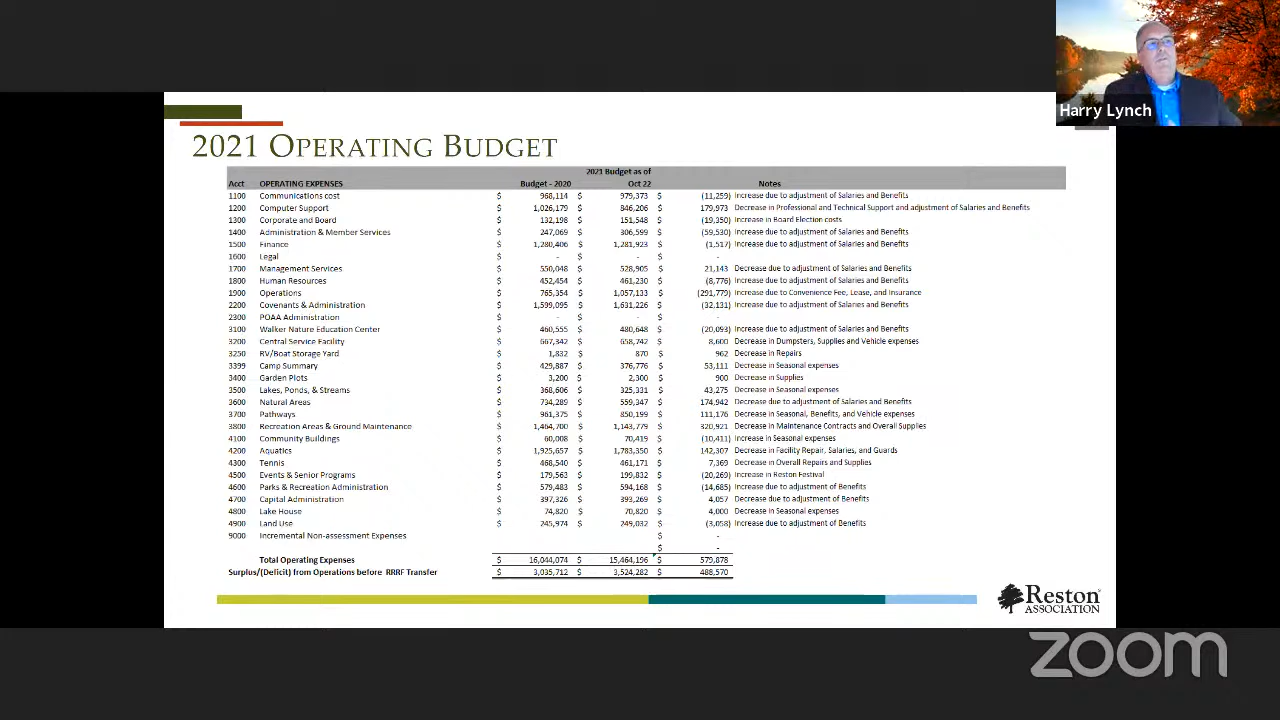 Harry Lynch
2021 OPERATING BUDGET
2021 Budget as of
Acct OPERATING EXPENSES Budget - 2020 Oct 22 Notes
1100 Communications cost $ 968,114 $ 979,373 $ (11,259) Increase due to adjustment of Salaries and Benefits
1200 Computer Support $ 1,026,179 $ 846,206 $ 179,973 Decrease in Professional and Technical Support and adjustment of Salaries and Benefits
1300 Corporate and Board $ 132,198 $ 151,548 $ (19,350) Increase in Board Election costs
1400 Administration & Member Services $ 247,069 $ 306,599 $ (59,530) Increase due to adjustment of Salaries and Benefits
1500 Finance $ 1,280,406 $ 1,281,923 $ (1,517) Increase due to adjustment of Salaries and Benefits
1600 Legal $ - $ - $ -
1700 Management Services $ 550,048 $ 528,905 $ 21,143 Decrease due to adjustment of Salaries and Benefits
1800 Human Resources $ 452,454 $ 461,230 $ (8,776) Increase due to adjustment of Salaries and Benefits
1900 Operations $ 765,354 $ 1,057,133 $ (291,779) Increase due to Convenience Fee, Lease, and Insurance
2200 Covenants & Administration $ 1,599,095 $ 1,631,226 $ (32,131) Increase due to adjustment of Salaries and Benefits
2300 POAA Administration $ - $ - $ -
3100 Walker Nature Education Center $ 460,555 $ 480,648 $ (20,093) Increase due to adjustment of Salaries and Benefits
3200 Central Service Facility $ 667,342 $ 658,742 $ 8,600 Decrease in Dumpsters, Supplies and Vehicle expenses
3250 RV/Boat Storage Yard $ 1,832 $ 870 $ 962 Decrease in Repairs
3399 Camp Summary $ 429,887 $ 376,776 $ 53,111 Decrease in Seasonal expenses
3400 Garden Plots $ 3,200 $ 2,300 $ 900 Decrease in Supplies
3500 Lakes, Ponds, & Streams $ 368,606 $ 325,331 $ 43,275 Decrease in Seasonal expenses
3600 Natural Areas $ 734,289 $ 559,347 $ 174,942 Decrease due to adjustment of Salaries and Benefits
3700 Pathways $ 961,375 $ 850,199 $ 111,176 Decrease in Seasonal, Benefits, and Vehicle expenses
3800 Recreation Areas & Ground Maintenance $ 1,464,700 $ 1,143,779 $ 320,921 Decrease in Maintenance Contracts and Overall Supplies
4100 Community Buildings $ 60,008 $ 70,419 $ (10,411) Increase in Seasonal expenses
4200 Aquatics $ 1,925,657 $ 1,783,350 $ 142,307 Decrease in Facility Repair, Salaries, and Guards
4300 Tennis $ 468,540 $ 461,171 $ 7,369 Decrease in Overall Repairs and Supplies
4500 Events & Senior Programs $ 179,563 $ 199,832 $ (20,269) Increase in Reston Festival
4600 Parks & Recreation Administration $ 579,483 $ 594,168 $ (14,685) Increase due to adjustment of Benefits
4700 Capital Administration $ 397,326 $ 393,269 $ 4,057 Decrease due to adjustment of Benefits
4800 Lake House $ 74,820 $ 70,820 $ 4,000 Decrease in Seasonal expenses
4900 Land Use $ 245,974 $ 249,032 $ (3,058) Increase due to adjustment of Benefits
9000 Incremental Non-assessment Expenses $ -
$ -
Total Operating Expenses $ 16,044,074 $ 15,464,196 $ 579,878
Surplus/(Deficit) from Operations before RRRF Transfer $ 3,035,712 $ 3,524,282 $ 488,570
Reston
ASSOCIATION
zoom